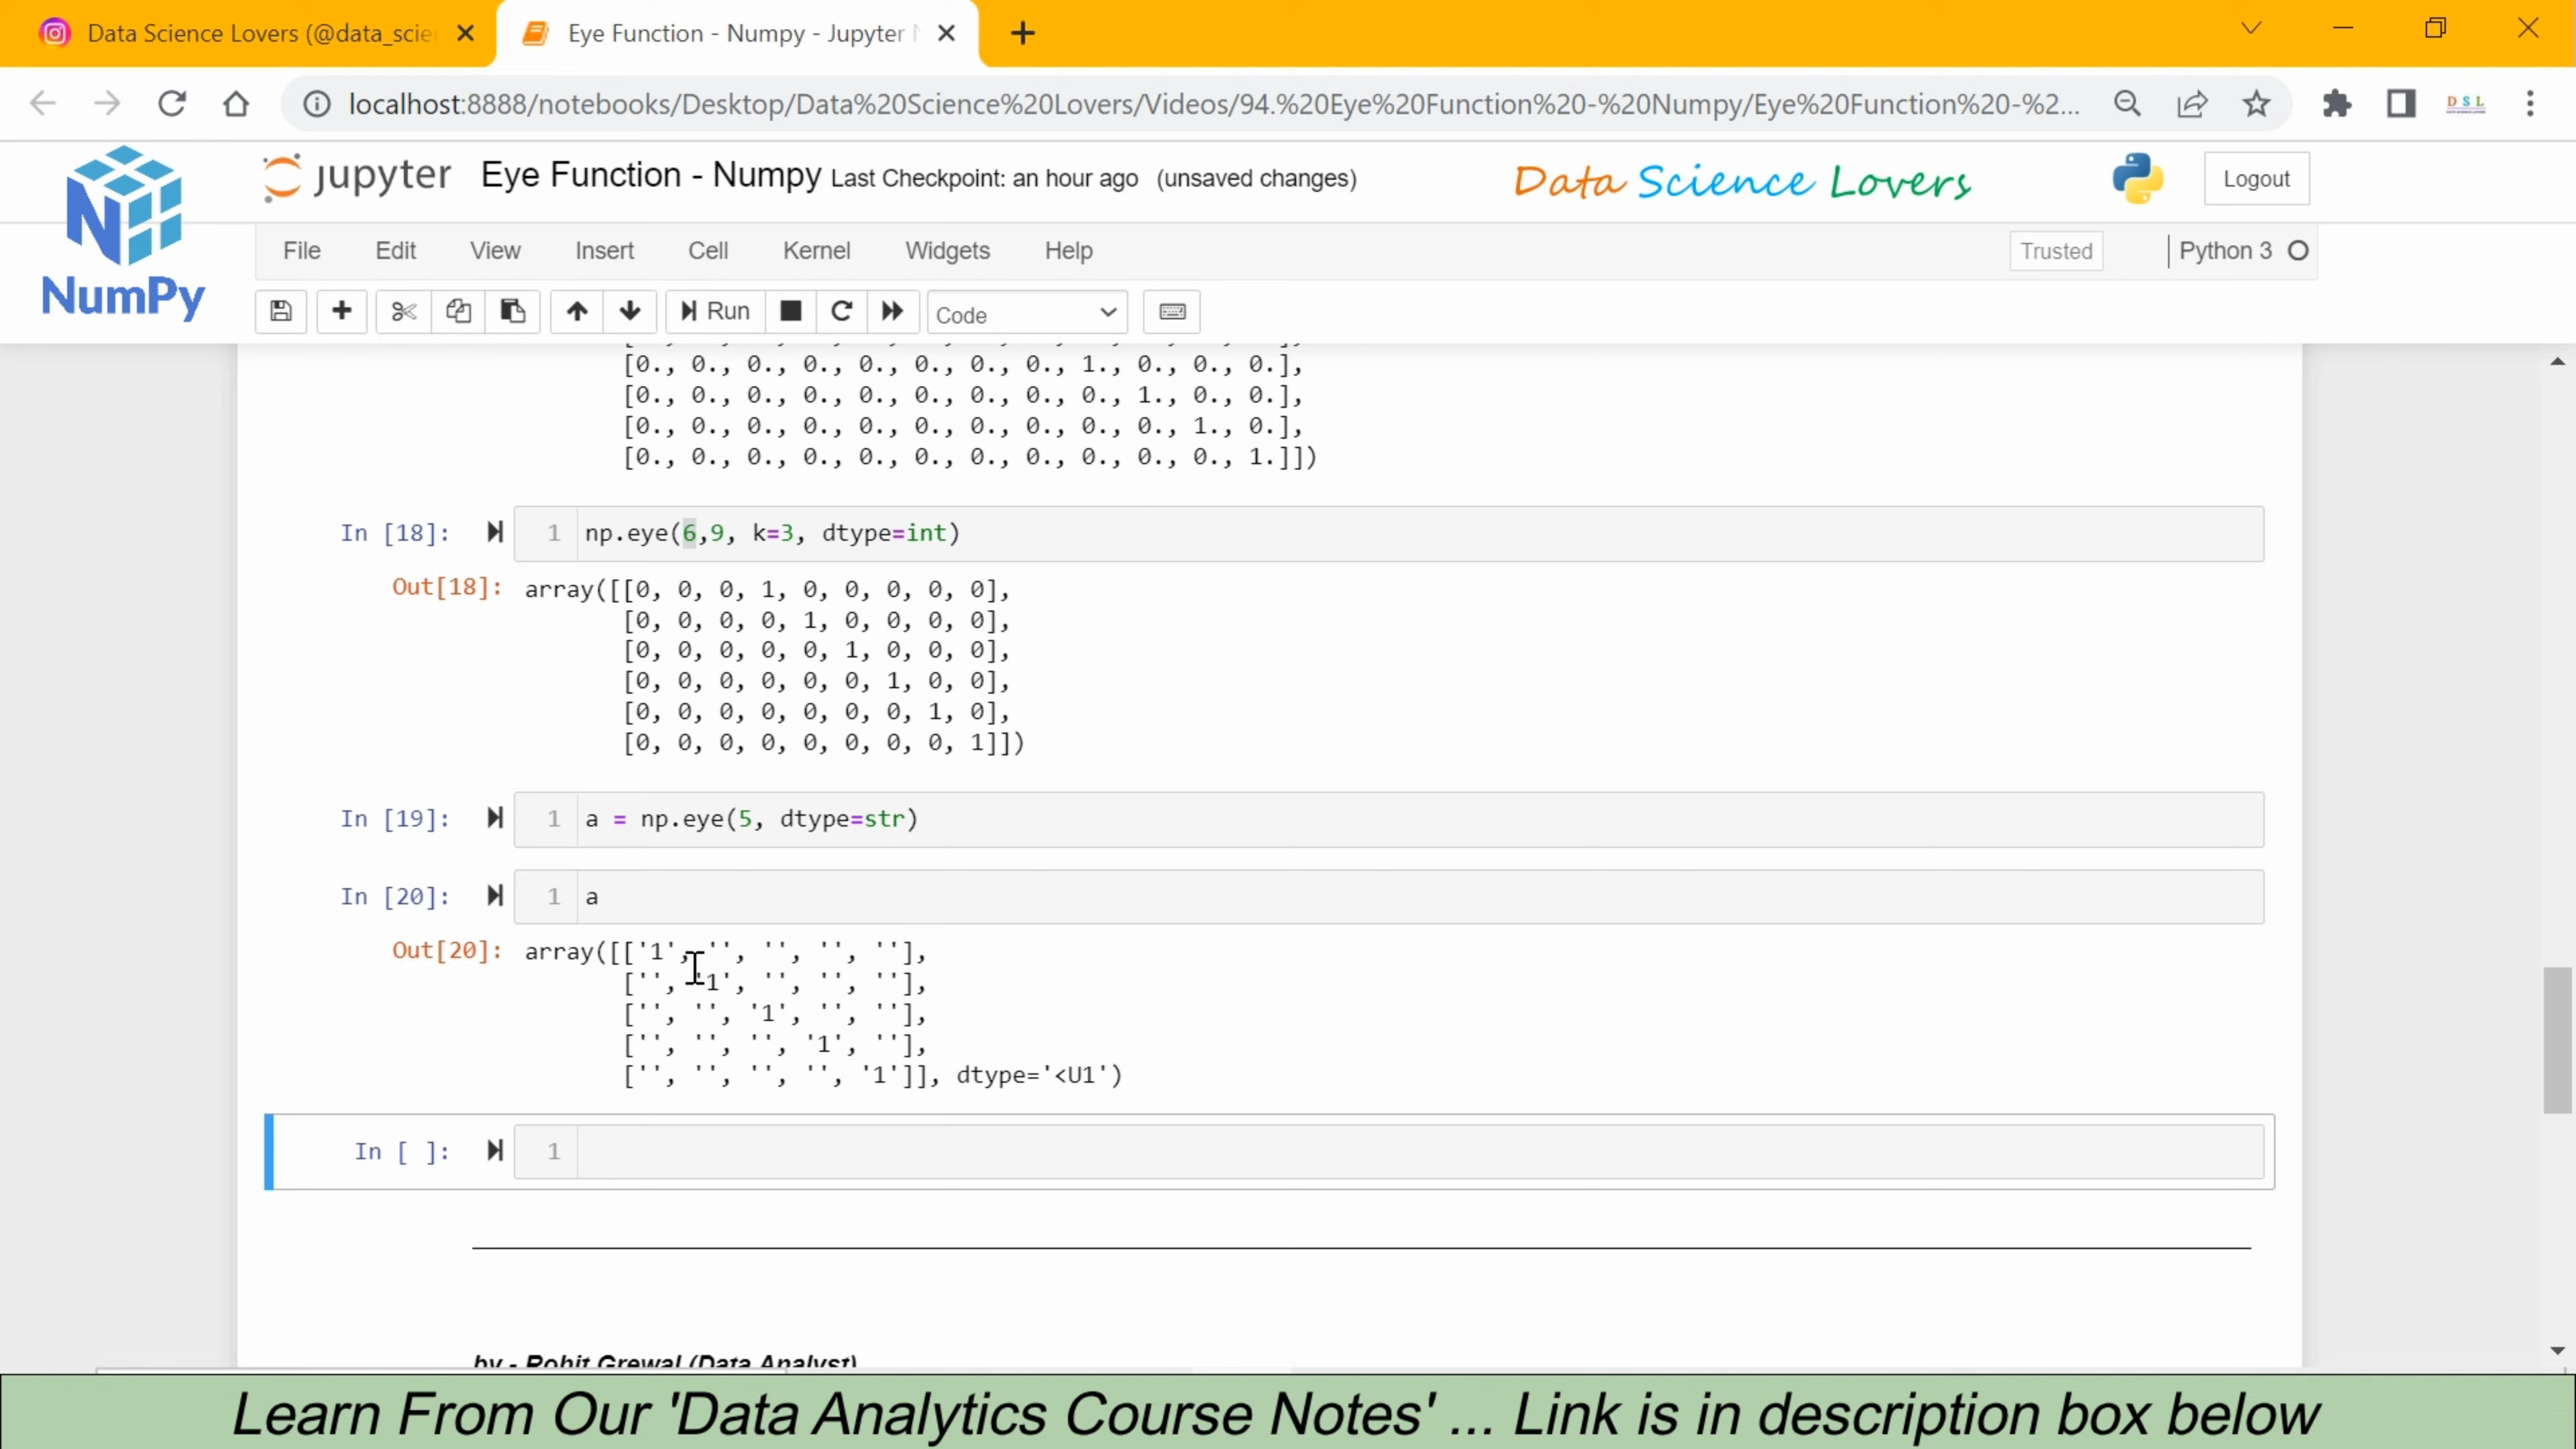 Data Science Lovers (@data_scie
Eye Function - Numpy - Jupyter
localhost:8888/notebooks/Desktop/Data%20Science%20Lovers/Videos/94.%20Eye%20Function%20-%20Numpy/Eye%20Function%20-%2...
D S L
NumPy
jupyter Eye Function - Numpy Last Checkpoint: an hour ago (unsaved changes)
Data Science Lovers
Logout
File Edit View Insert Cell Kernel Widgets Help
Trusted
Python 3
Run
Code
[0., 0., 0., 0., 0., 0., 0., 0., 1., 0., 0., 0.],
[0., 0., 0., 0., 0., 0., 0., 0., 0., 1., 0., 0.],
[0., 0., 0., 0., 0., 0., 0., 0., 0., 0., 1., 0.],
[0., 0., 0., 0., 0., 0., 0., 0., 0., 0., 0., 1.]])
In [18]: 1 np.eye(6,9, k=3, dtype=int)
Out[18]: array([[0, 0, 0, 1, 0, 0, 0, 0, 0],
[0, 0, 0, 0, 1, 0, 0, 0, 0],
[0, 0, 0, 0, 0, 1, 0, 0, 0],
[0, 0, 0, 0, 0, 0, 1, 0, 0],
[0, 0, 0, 0, 0, 0, 0, 1, 0],
[0, 0, 0, 0, 0, 0, 0, 0, 1]])
In [19]: 1 a = np.eye(5, dtype=str)
In [20]: 1 a
Out[20]: array([['1', '', '', '', ''],
['', '1', '', '', ''],
['', '', '1', '', ''],
['', '', '', '1', ''],
['', '', '', '', '1']], dtype='<U1')
In [ ]: 1
by - Rohit Grewal (Data Analyst)
Learn From Our 'Data Analytics Course Notes' ... Link is in description box below